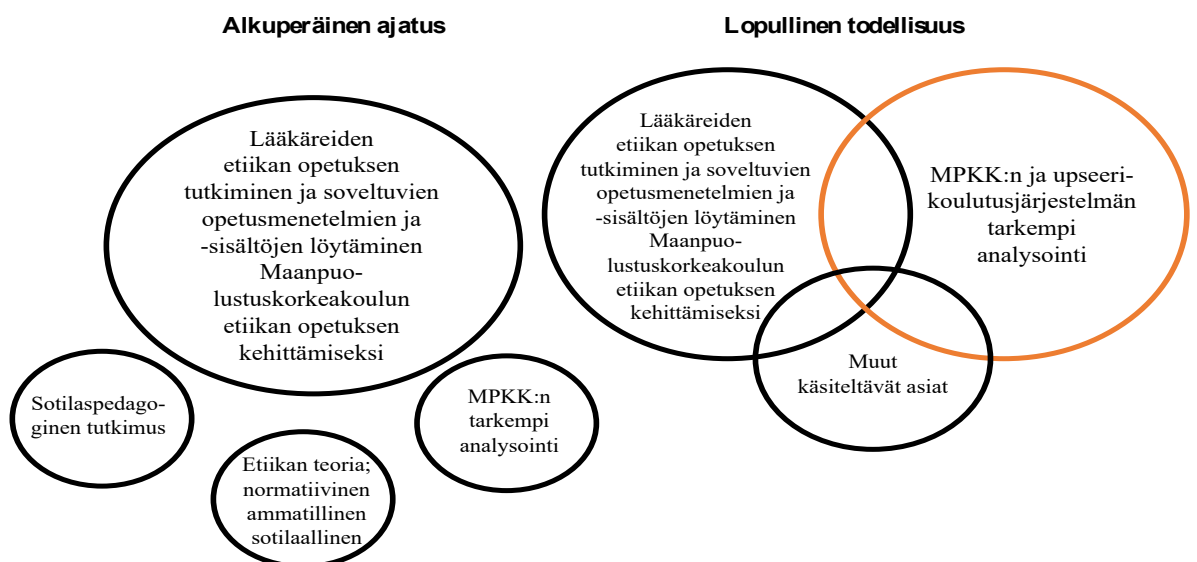 Alkuperäinen ajatus
Lääkäreiden
etiikan opetuksen
tutkiminen ja soveltuvien
opetusmenetelmien ja
-sisältöjen löytäminen
Maanpuo-
lustuskorkeakoulun
etiikan opetuksen
kehittämiseksi
Sotilaspedago-
ginen tutkimus
Etiikan teoria;
normatiivinen
ammatillinen
sotilaallinen
MPKK:n
tarkempi
analysointi
Lopullinen todellisuus
Lääkäreiden
etiikan opetuksen
tutkiminen ja soveltuvien
opetusmenetelmien ja
-sisältöjen löytäminen
Maanpuo-
lustuskorkeakoulun
etiikan opetuksen
kehittämiseksi
MPKK:n ja upseeri-
koulutusjärjestelmän
tarkempi
analysointi
Muut
käsiteltävät asiat